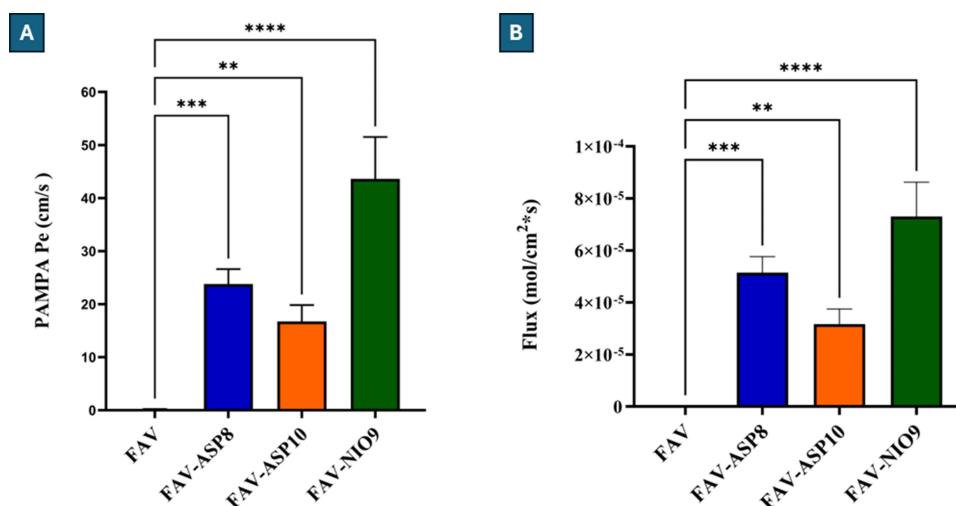 A
****
**
***
60
50
40
30
20
10
0
PAMPA Pe (cm/s )
FAV
FAV-ASP8
FAV-ASP10
FAV-NIO9
B
****
**
***
1×10⁻⁴
8×10⁻⁵
6×10⁻⁵
4×10⁻⁵
2×10⁻⁵
0
Flux (mol/cm²*s)
FAV
FAV-ASP8
FAV-ASP10
FAV-NIO9